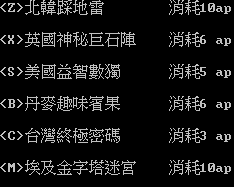 <Z>北韓踩地雷 消耗10ap
<X>英國神秘巨石陣 消耗6 ap
<S>美國益智數獨 消耗5 ap
<B>丹麥趣味賓果 消耗6 ap
<C>台灣終極密碼 消耗3 ap
<M>埃及金字塔迷宮 消耗10ap